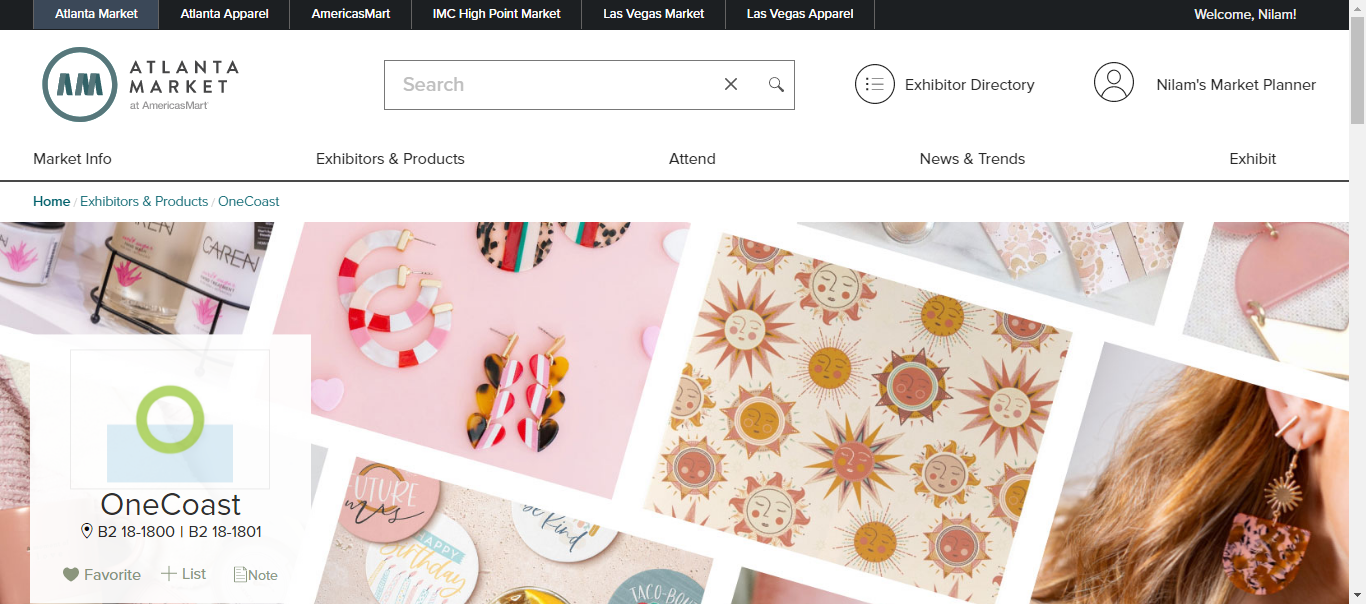 Atlanta Market Atlanta Apparel AmericasMart IMC High Point Market Las Vegas Market Las Vegas Apparel Welcome, Nilam!
AM ATLANTA MARKET at AmericasMart
Search
Exhibitor Directory
Nilam's Market Planner
Market Info Exhibitors & Products Attend News & Trends Exhibit
Home / Exhibitors & Products / OneCoast
CAREN
CAREN
FUTURE
mrs
HAPPY
Birthday
be kind
TACO-BOU
OneCoast
B2 18-1800 | B2 18-1801
Favorite List Note